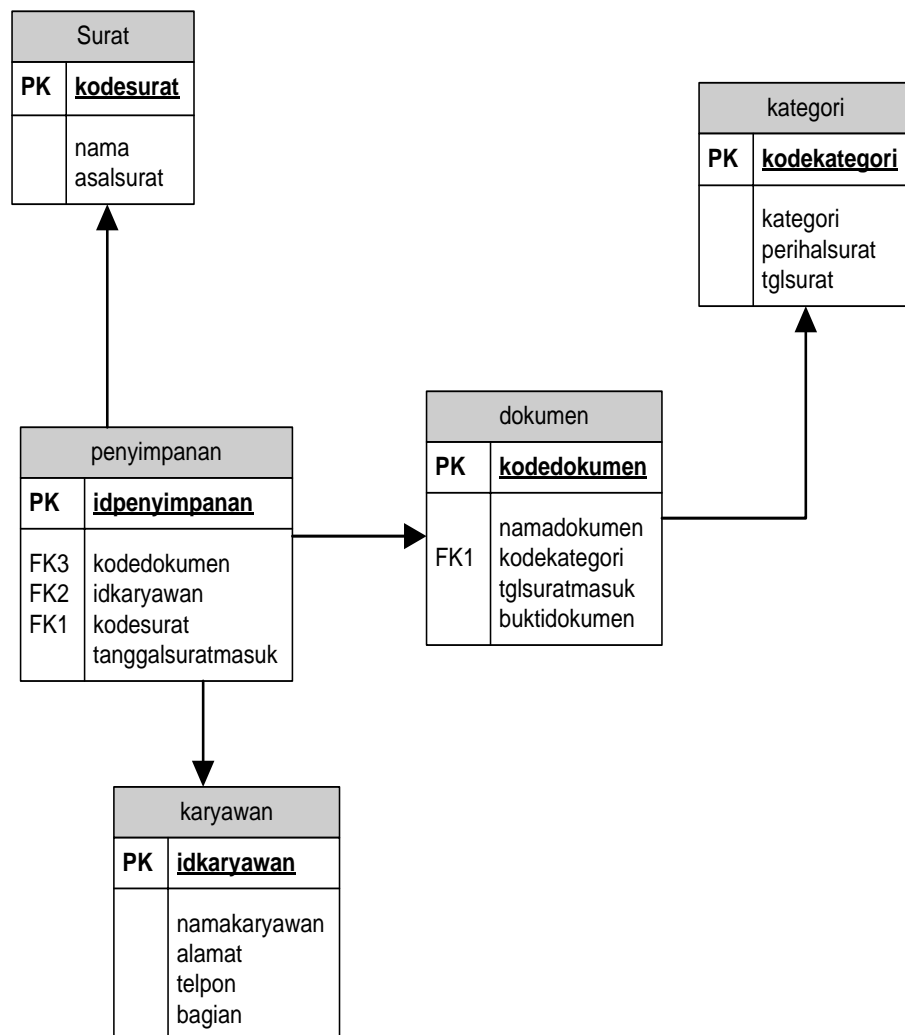 Surat
PK kodesurat
nama
asalsurat
kategori
PK kodekategori
kategori
perihalsurat
tglsurat
penyimpanan
PK idpenyimpanan
FK3 kodedokumen
FK2 idkaryawan
FK1 kodesurat
tanggalsuratmasuk
dokumen
PK kodedokumen
namadokumen
FK1 kodekategori
tglsuratmasuk
buktidokumen
karyawan
PK idkaryawan
namakaryawan
alamat
telpon
bagian